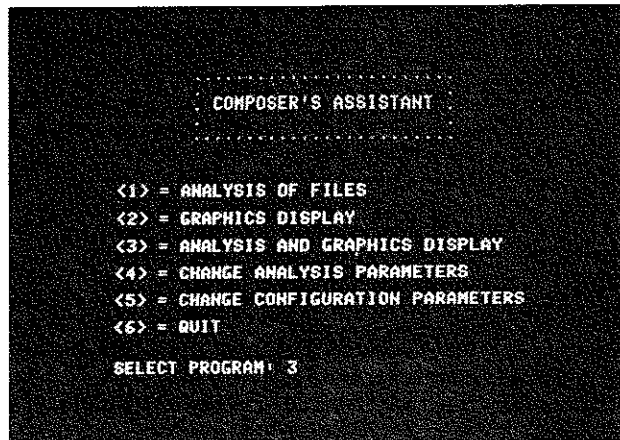 COMPOSER'S ASSISTANT
<1> = ANALYSIS OF FILES
<2> = GRAPHICS DISPLAY
<3> = ANALYSIS AND GRAPHICS DISPLAY
<4> = CHANGE ANALYSIS PARAMETERS
<5> = CHANGE CONFIGURATION PARAMETERS
<6> = QUIT
SELECT PROGRAM: 3